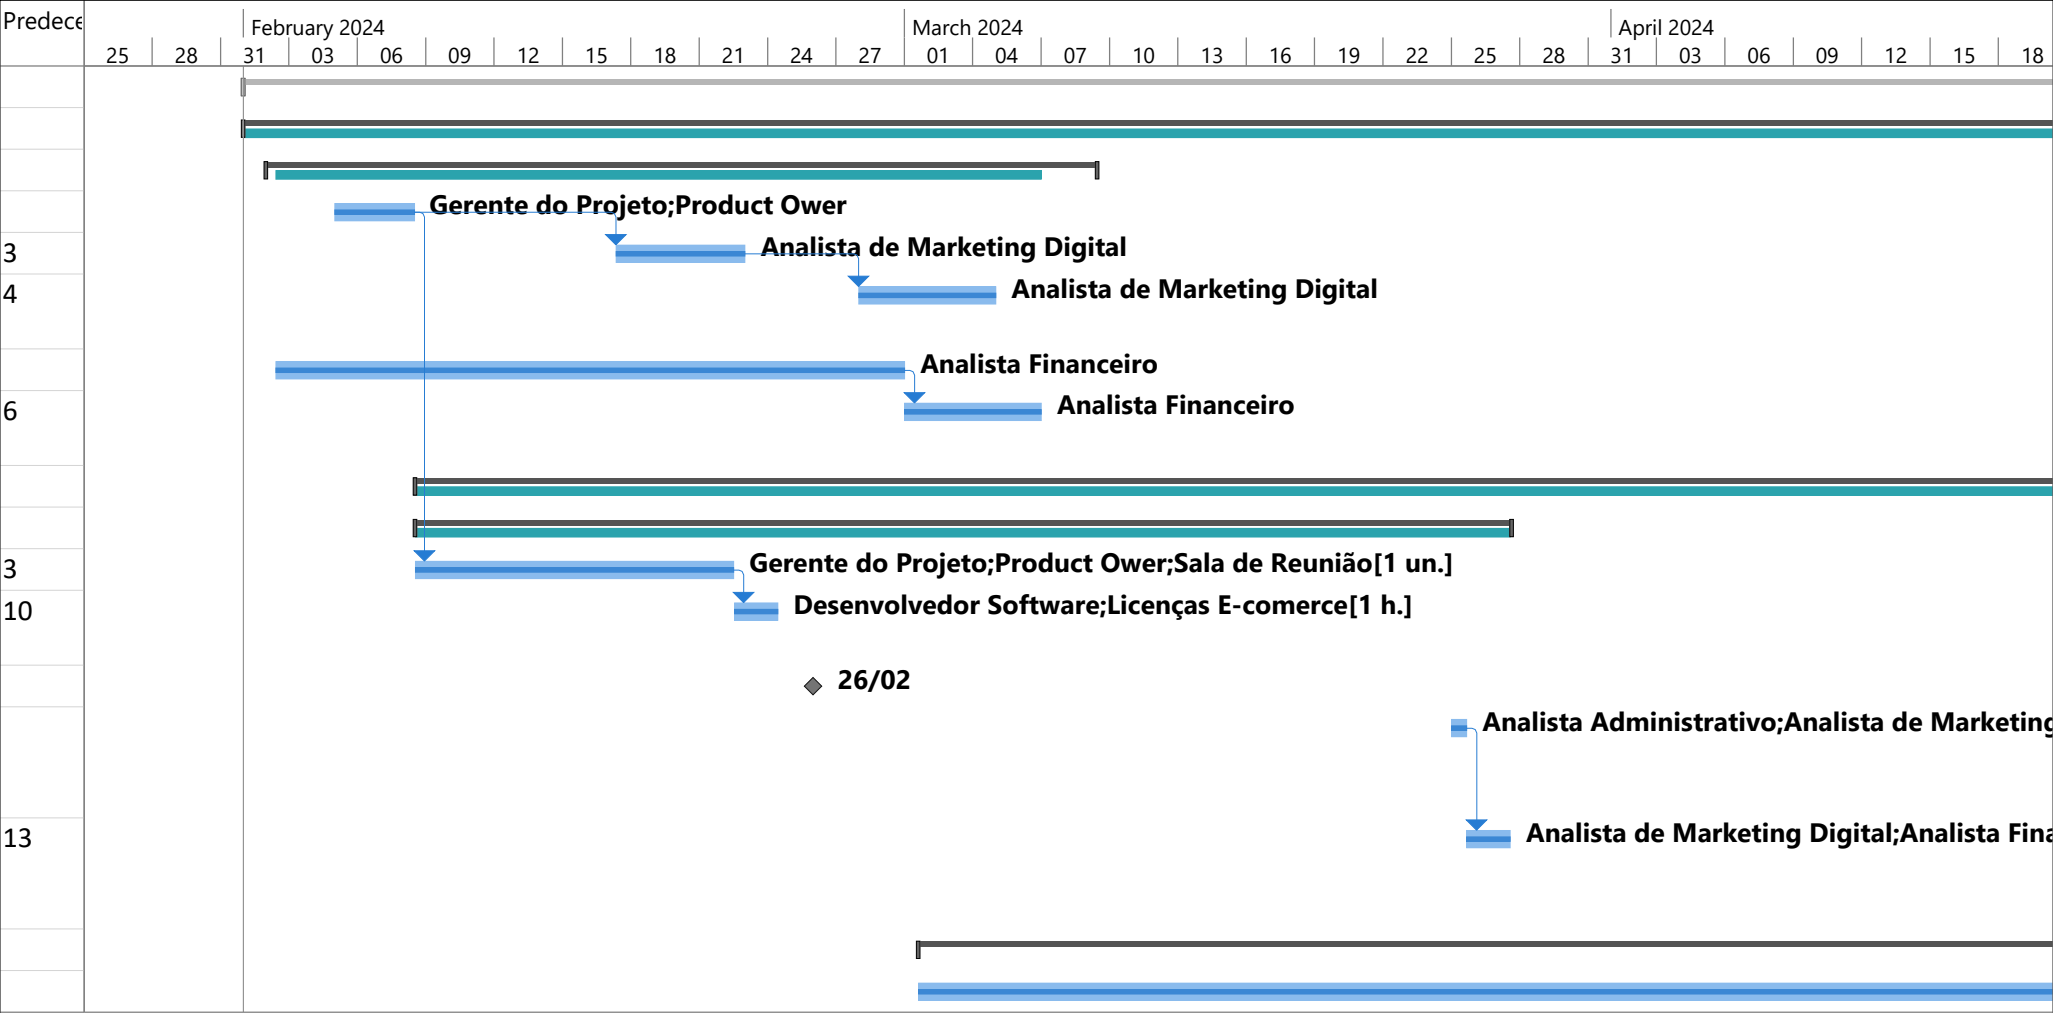 Predece
February 2024 March 2024 April 2024
25 28 31 03 06 09 12 15 18 21 24 27 01 04 07 10 13 16 19 22 25 28 31 03 06 09 12 15 18
Gerente do Projeto;Product Ower
3 Analista de Marketing Digital
4 Analista de Marketing Digital
Analista Financeiro
6 Analista Financeiro
3 Gerente do Projeto;Product Ower;Sala de Reunião[1 un.]
10 Desenvolvedor Software;Licenças E-comerce[1 h.]
26/02
Analista Administrativo;Analista de Marketing
13 Analista de Marketing Digital;Analista Fina